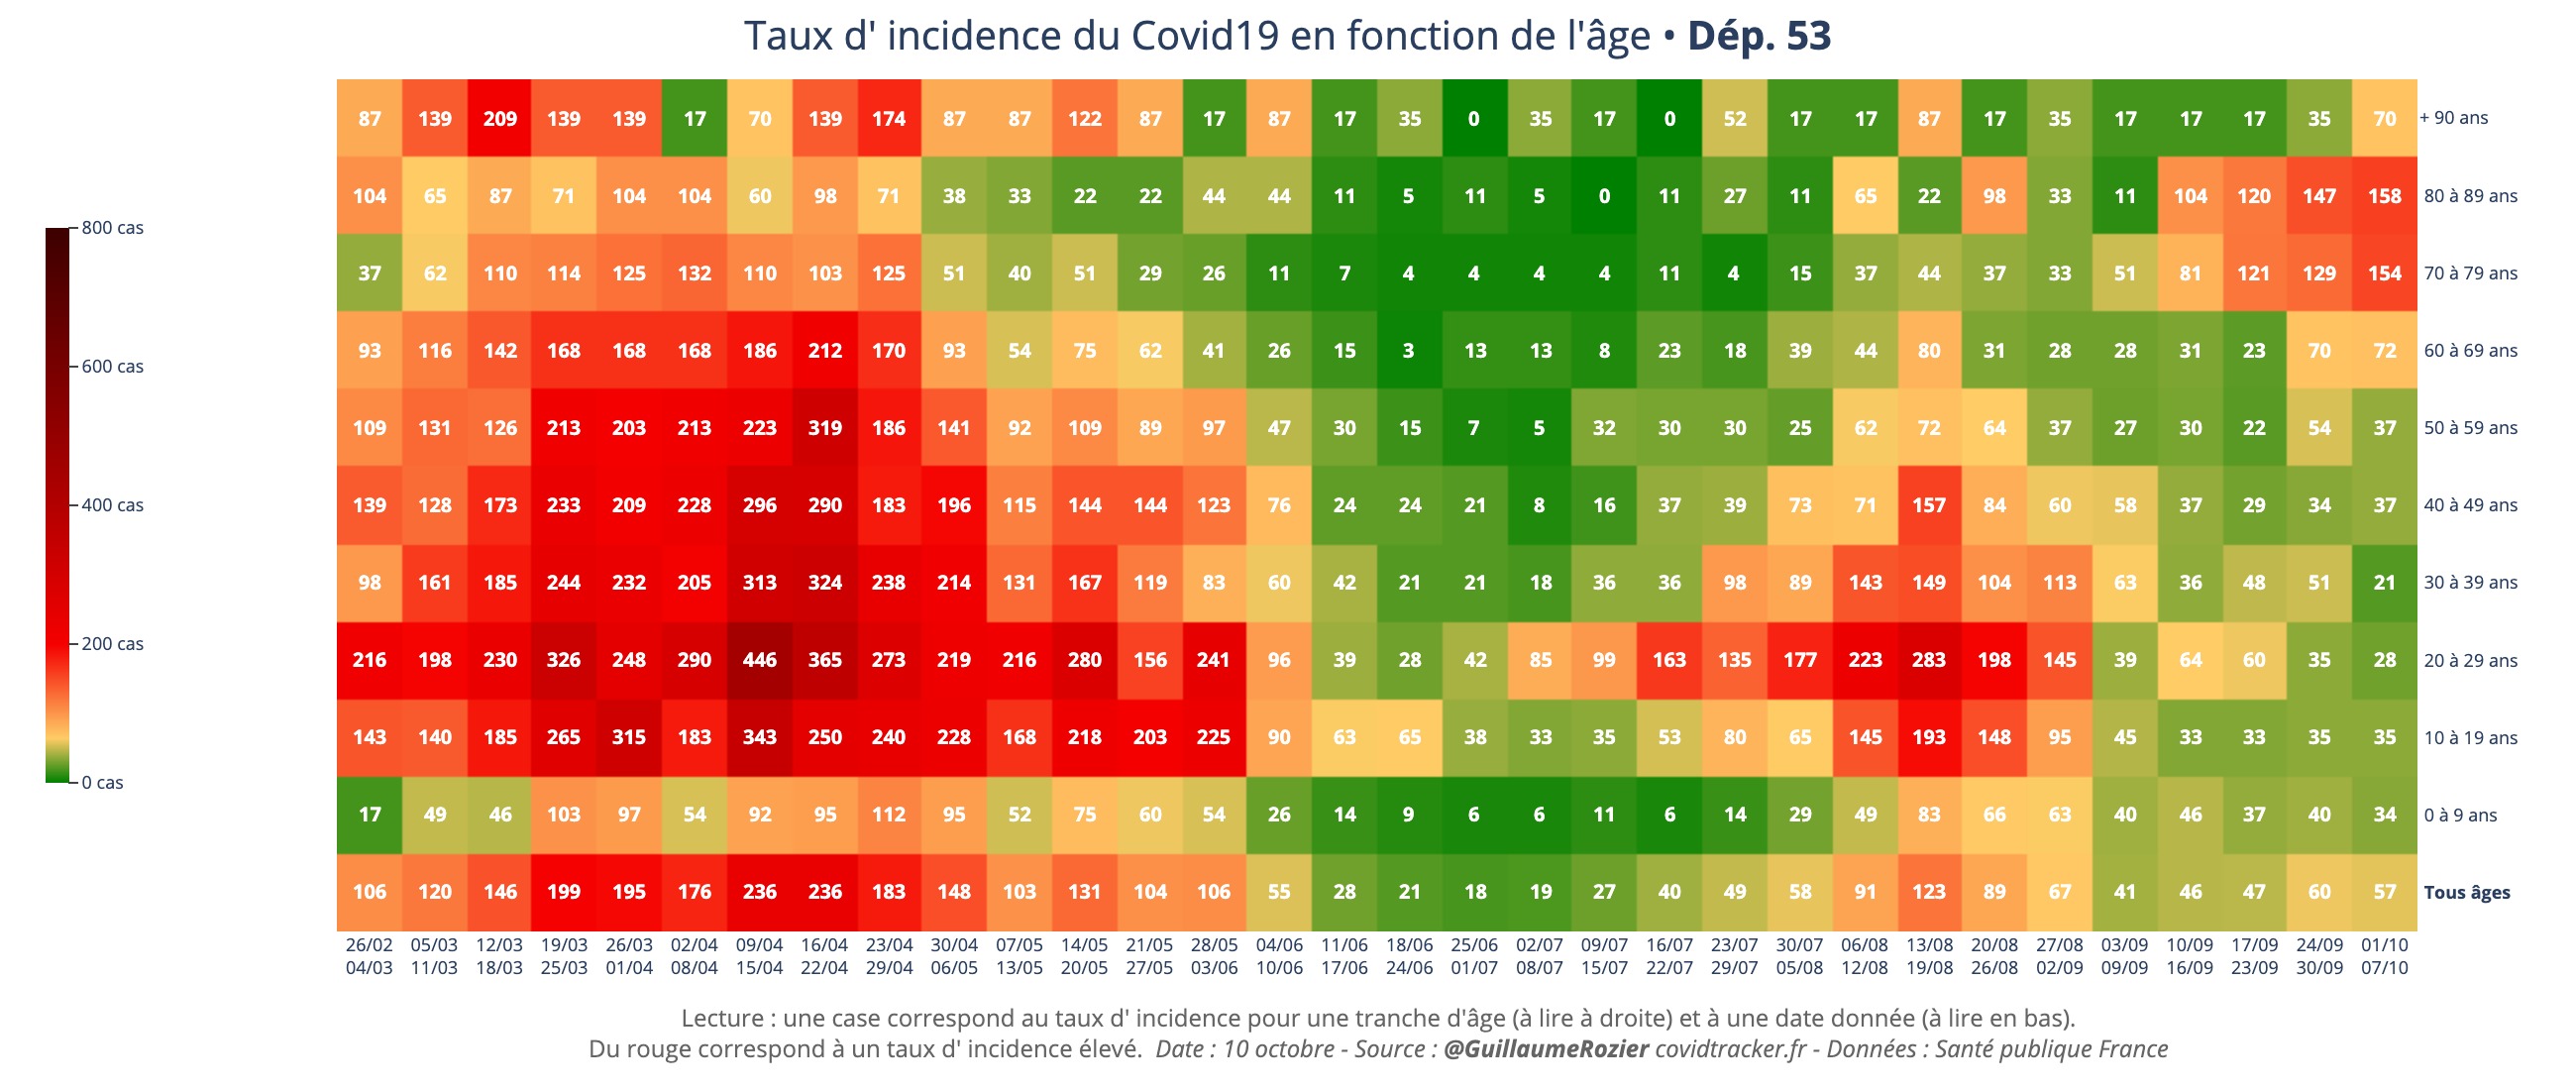 Taux d' incidence du Covid19 en fonction de l'âge • Dép. 53
87 139 209 139 139 17 70 139 174 87 87 122 87 17 87 17 35 0 35 17 0 52 17 17 87 17 35 17 17 17 35 70 + 90 ans
104 65 87 71 104 104 60 98 71 38 33 22 22 44 44 11 5 11 5 0 11 27 11 65 22 98 33 11 104 120 147 158 80 à 89 ans
800 cas
37 62 110 114 125 132 110 103 125 51 40 51 29 26 11 7 4 4 4 4 11 4 15 37 44 37 33 51 81 121 129 154 70 à 79 ans
93 116 142 168 168 168 186 212 170 93 54 75 62 41 26 15 3 13 13 8 23 18 39 44 80 31 28 28 31 23 70 72 60 à 69 ans
600 cas
109 131 126 213 203 213 223 319 186 141 92 109 89 97 47 30 15 7 5 32 30 30 25 62 72 64 37 27 30 22 54 37 50 à 59 ans
400 cas
139 128 173 233 209 228 296 290 183 196 115 144 144 123 76 24 24 21 8 16 37 39 73 71 157 84 60 58 37 29 34 37 40 à 49 ans
98 161 185 244 232 205 313 324 238 214 131 167 119 83 60 42 21 21 18 36 36 98 89 143 149 104 113 63 36 48 51 21 30 à 39 ans
200 cas
216 198 230 326 248 290 446 365 273 219 216 280 156 241 96 39 28 42 85 99 163 135 177 223 283 198 145 39 64 60 35 28 20 à 29 ans
143 140 185 265 315 183 343 250 240 228 168 218 203 225 90 63 65 38 33 35 53 80 65 145 193 148 95 45 33 33 35 35 10 à 19 ans
0 cas
17 49 46 103 97 54 92 95 112 95 52 75 60 54 26 14 9 6 6 11 6 14 29 49 83 66 63 40 46 37 40 34 0 à 9 ans
106 120 146 199 195 176 236 236 183 148 103 131 104 106 55 28 21 18 19 27 40 49 58 91 123 89 67 41 46 47 60 57 Tous âges
26/02 05/03 12/03 19/03 26/03 02/04 09/04 16/04 23/04 30/04 07/05 14/05 21/05 28/05 04/06 11/06 18/06 25/06 02/07 09/07 16/07 23/07 30/07 06/08 13/08 20/08 27/08 03/09 10/09 17/09 24/09 01/10
04/03 11/03 18/03 25/03 01/04 08/04 15/04 22/04 29/04 06/05 13/05 20/05 27/05 03/06 10/06 17/06 24/06 01/07 08/07 15/07 22/07 29/07 05/08 12/08 19/08 26/08 02/09 09/09 16/09 23/09 30/09 07/10
Lecture : une case correspond au taux d' incidence pour une tranche d'âge (à lire à droite) et à une date donnée (à lire en bas).
Du rouge correspond à un taux d' incidence élevé. Date : 10 octobre - Source : @GuillaumeRozier covidtracker.fr - Données : Santé publique France